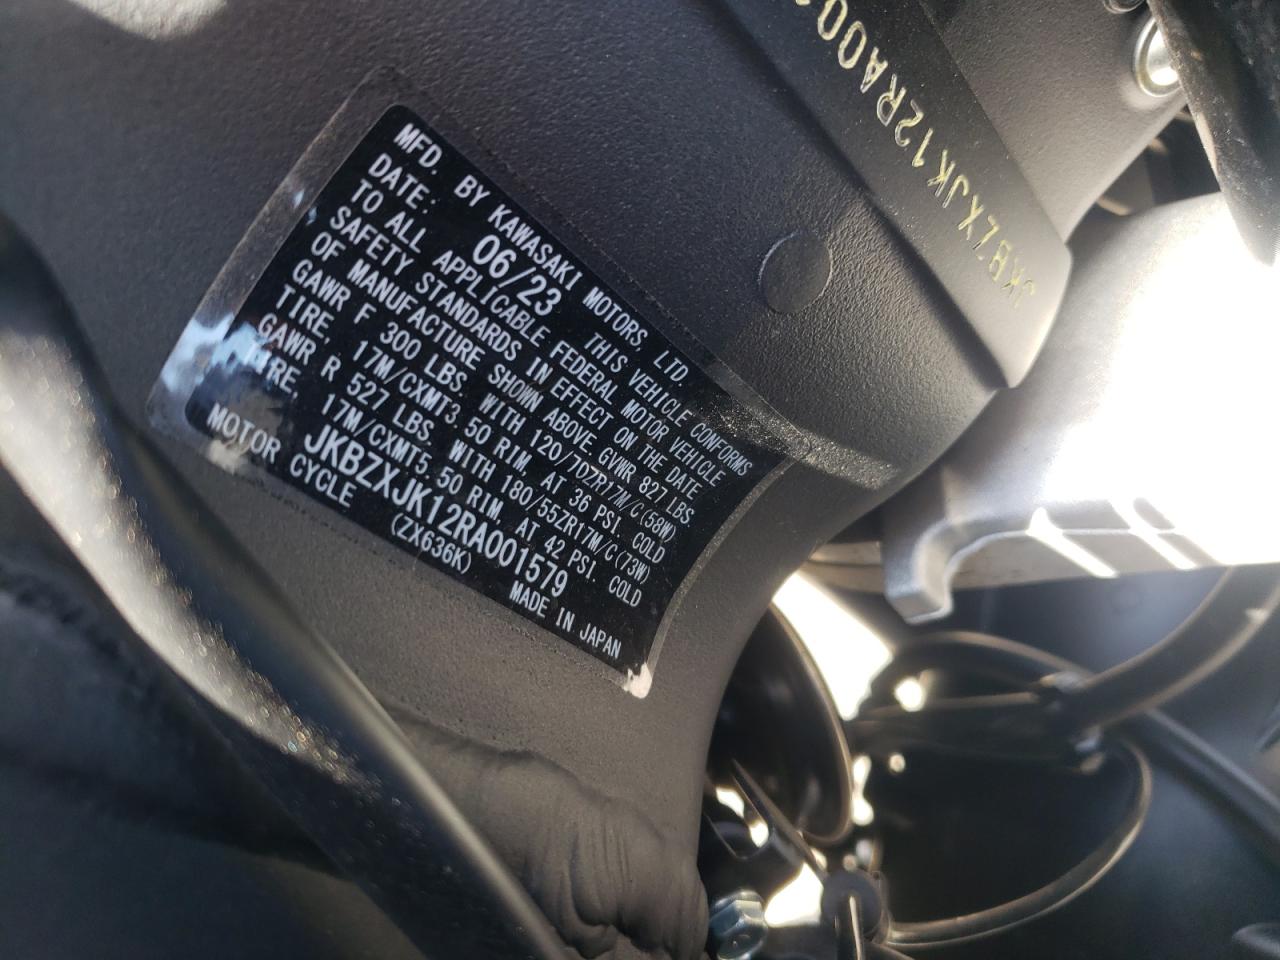 MFD. BY KAWASAKI MOTORS, LTD.
DATE: 06/23 THIS VEHICLE CONFORMS
TO ALL APPLICABLE FEDERAL MOTOR VEHICLE
SAFETY STANDARDS IN EFFECT ON THE DATE
OF MANUFACTURE SHOWN ABOVE. GVWR 827 LBS.
GAWR F 300 LBS. WITH 120/70ZR17M/C(58W)
TIRE, 17M/CXMT3.50 RIM, AT 36 PSI. COLD
GAWR R 527 LBS. WITH 180/55ZR17M/C(73W)
TIRE, 17M/CXMT5.50 RIM, AT 42 PSI. COLD
JKBZXJK12RA001579
MOTOR CYCLE (ZX636K) MADE IN JAPAN
JKBZXJK12RA00